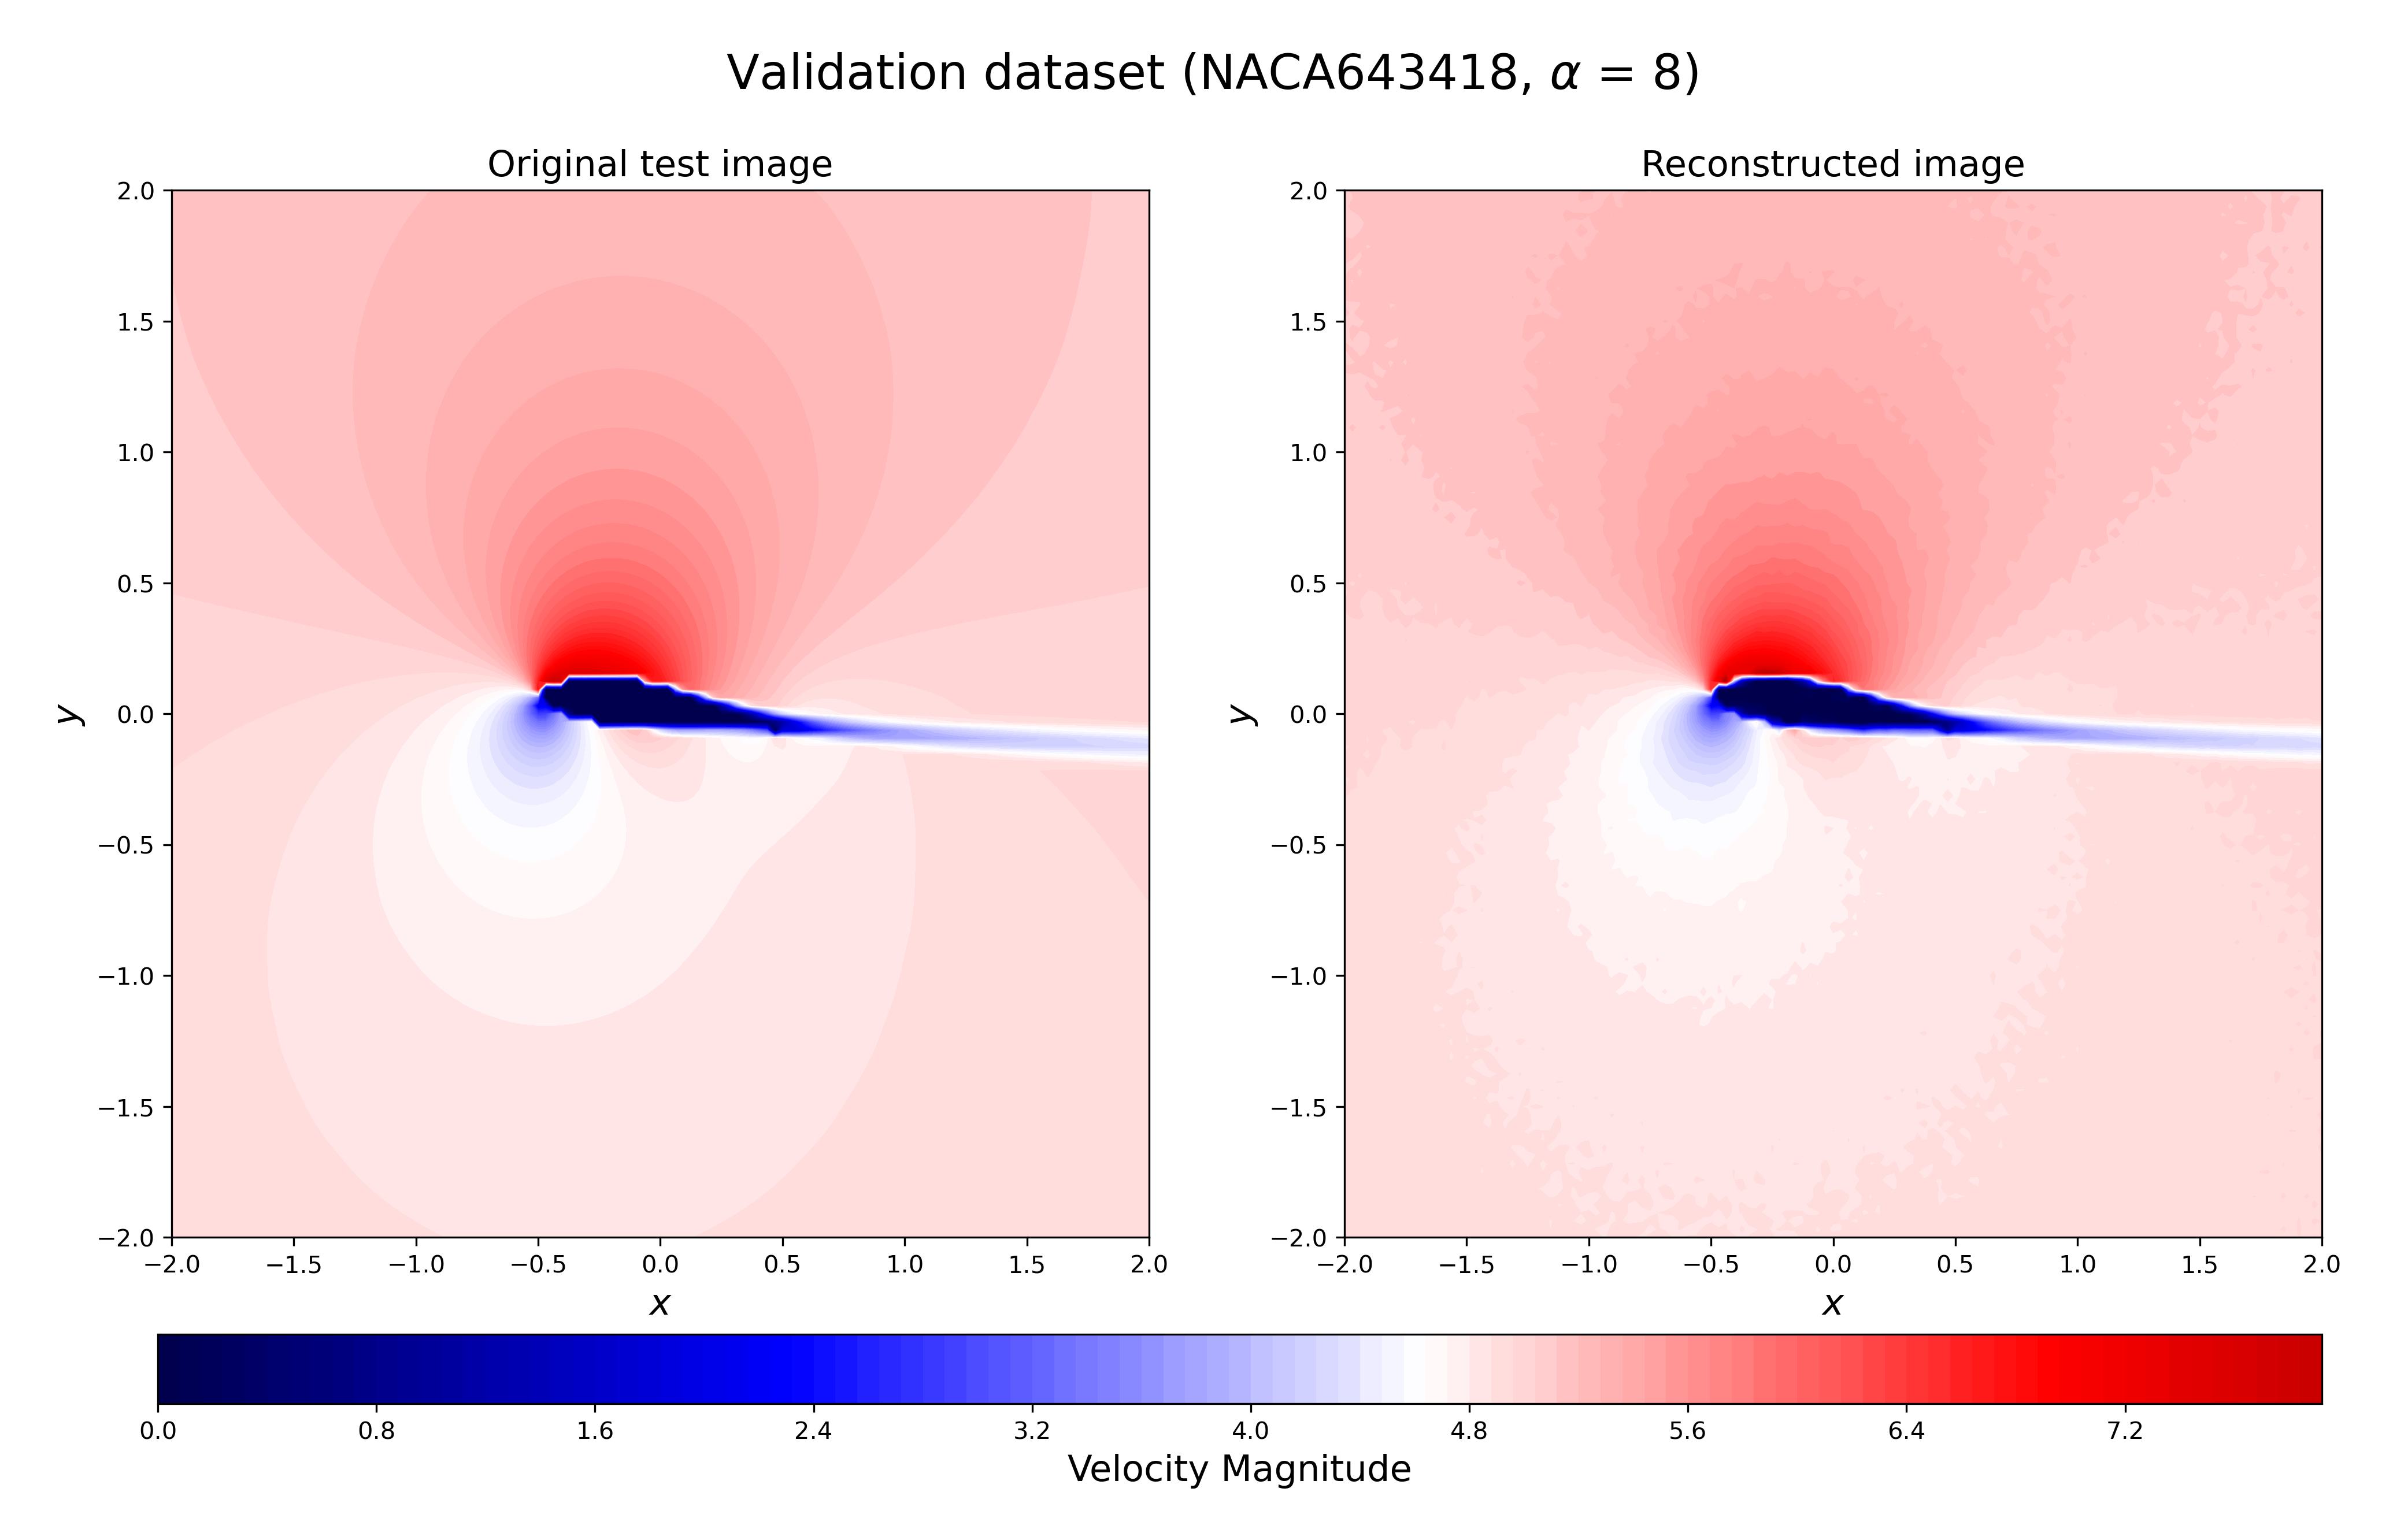 Validation dataset (NACA643418, α = 8)
Original test image
2.0
1.5
1.0
0.5
0.0
−0.5
−1.0
−1.5
−2.0
y
−2.0 −1.5 −1.0 −0.5 0.0 0.5 1.0 1.5 2.0
x
Reconstructed image
2.0
1.5
1.0
0.5
0.0
−0.5
−1.0
−1.5
−2.0
y
−2.0 −1.5 −1.0 −0.5 0.0 0.5 1.0 1.5 2.0
x
0.0 0.8 1.6 2.4 3.2 4.0 4.8 5.6 6.4 7.2
Velocity Magnitude